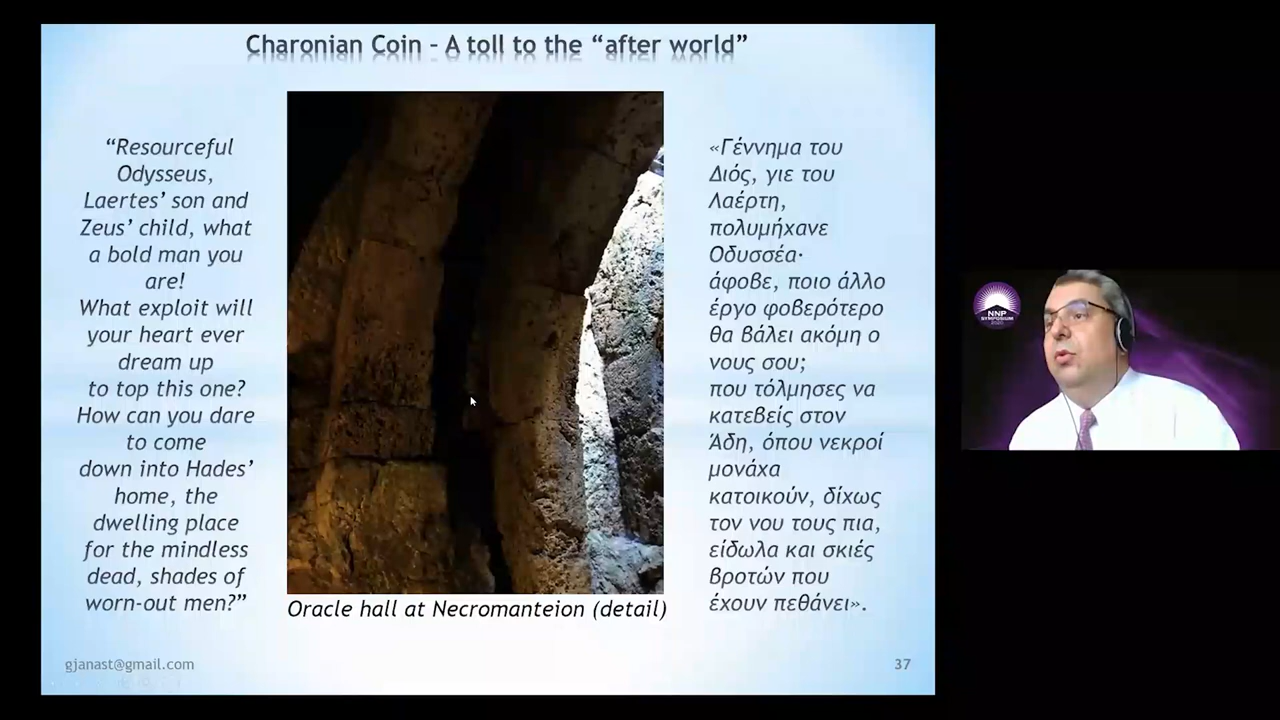 Charonian Coin – A toll to the “after world”
“Resourceful
Odysseus,
Laertes’ son and
Zeus’ child, what
a bold man you
are!
What exploit will
your heart ever
dream up
to top this one?
How can you dare
to come
down into Hades’
home, the
dwelling place
for the mindless
dead, shades of
worn-out men?”
Oracle hall at Necromanteion (detail)
«Γέννημα του
Διός, γιε του
Λαέρτη,
πολυμήχανε
Οδυσσέα·
άφοβε, ποιο άλλο
έργο φοβερότερο
θα βάλει ακόμη ο
νους σου;
που τόλμησες να
κατεβείς στον
Άδη, όπου νεκροί
μονάχα
κατοικούν, δίχως
τον νου τους πια,
είδωλα και σκιές
βροτών που
έχουν πεθάνει».
gjanast@gmail.com
37
NNP
SYMPOSIUM
2020